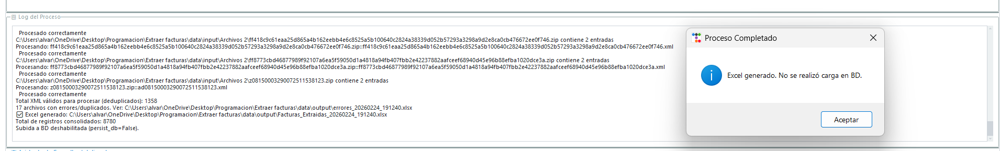 Log del Proceso
Procesado correctamente
C:\Users\alvar\OneDrive\Desktop\Programacion\Extraer facturas\data\input\Archivos 2\ff418c9c61eaaa25d865a4b162eebb4e6c8525a5b100640c2824a38339d052b57293a3298a9d2e8ca0cb476672ee0f746.zip contiene 2 entradas
Procesando: ff418c9c61eaaa25d865a4b162eebb4e6c8525a5b100640c2824a38339d052b57293a3298a9d2e8ca0cb476672ee0f746.zip::ff418c9c61eaa25d865a4b162eebb4e6c8525a5b100640c2824a38339d052b57293a3298a9d2e8ca0cb476672ee0f746.xml
Procesado correctamente
C:\Users\alvar\OneDrive\Desktop\Programacion\Extraer facturas\data\input\Archivos 2\ff8773cbd46877989f92107a6ea5f59050d1a4818a94fb407fbb2e42237882aafceef68940d45e96b88efba1020dce3a.zip contiene 2 entradas
Procesando: ff8773cbd46877989f92107a6ea5f59050d1a4818a94fb407fbb2e42237882aafceef68940d45e96b88efba1020dce3a.zip::ff8773cbd46877989f92107a6ea5f59050d1a4818a94fb407fbb2e42237882aafceef68940d45e96b88efba1020dce3a.xml
Procesado correctamente
C:\Users\alvar\OneDrive\Desktop\Programacion\Extraer facturas\data\input\Archivos 2\z08150003290072511538123.zip contiene 2 entradas
Procesando: z08150003290072511538123.zip::ad08150003290072511538123.xml
Procesado correctamente
Total XML válidos para procesar (deduplicados): 1358
17 archivos con errores/duplicados. Ver: C:\Users\alvar\OneDrive\Desktop\Programacion\Extraer facturas\data\output\errores_20260224_191240.xlsx
Excel generado: C:\Users\alvar\OneDrive\Desktop\Programacion\Extraer facturas\data\output\Facturas_Extraidas_20260224_191240.xlsx
Total de registros consolidados: 8780
Subida a BD deshabilitada (persist_db=False).
Proceso Completado
Excel generado. No se realizó carga en BD.
Aceptar